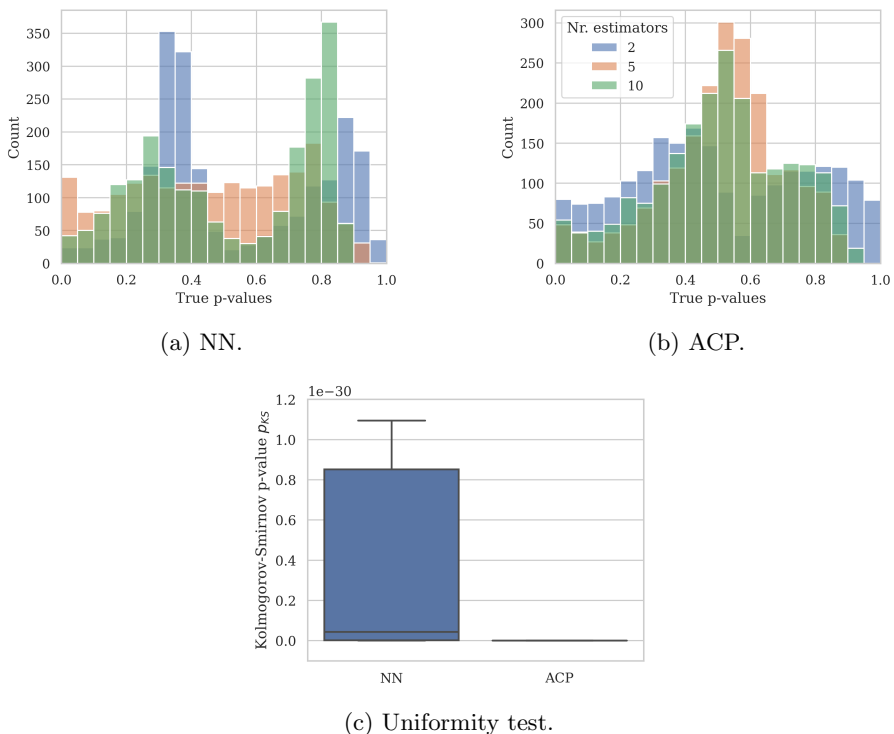 350
300
250
200
150
100
50
0
Count
0.0 0.2 0.4 0.6 0.8 1.0
True p-values
(a) NN.
300
250
200
150
100
50
0
Count
Nr. estimators
2
5
10
0.0 0.2 0.4 0.6 0.8 1.0
True p-values
(b) ACP.
1e−30
1.2
1.0
0.8
0.6
0.4
0.2
0.0
Kolmogorov-Smirnov p-value pKS
NN ACP
(c) Uniformity test.